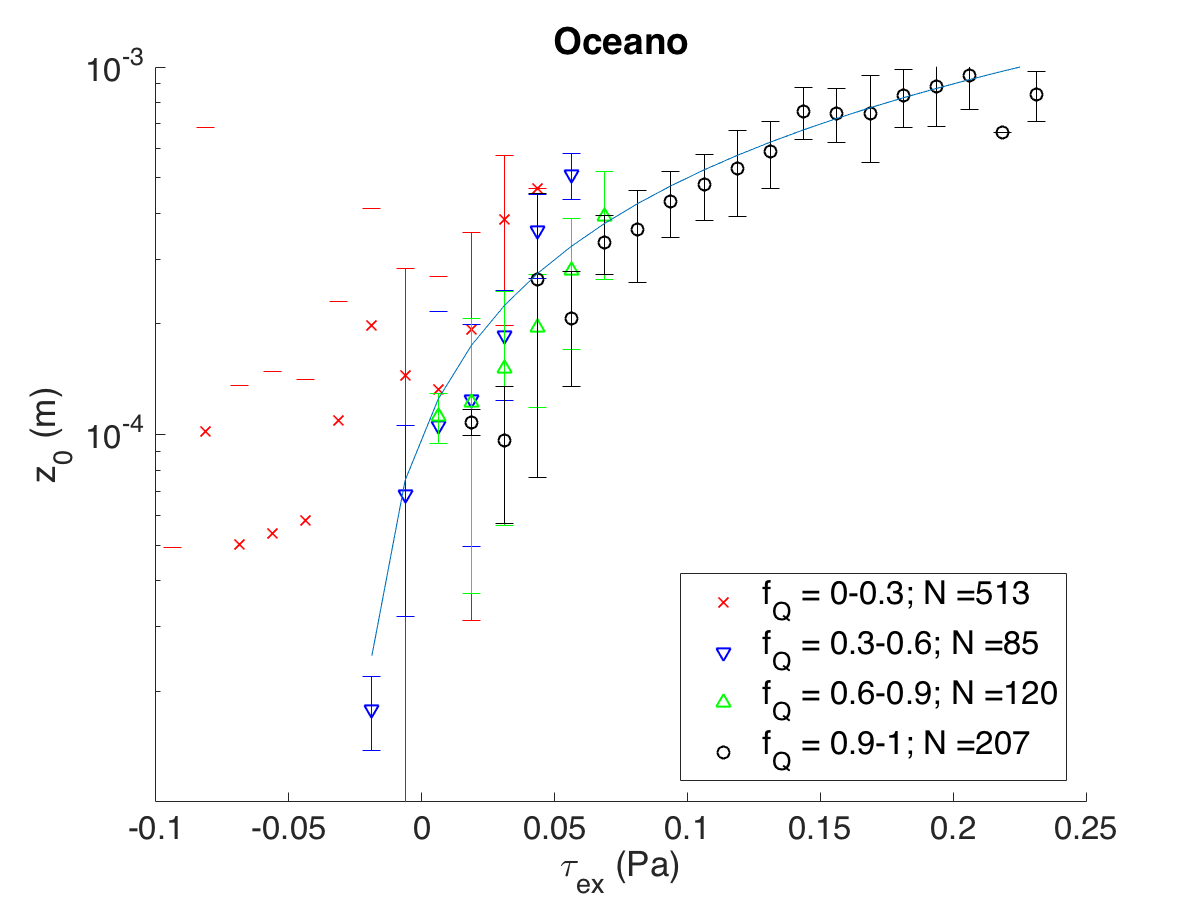 Oceano
10^-3
10^-4
z_0 (m)
f_Q = 0-0.3; N =513
f_Q = 0.3-0.6; N =85
f_Q = 0.6-0.9; N =120
f_Q = 0.9-1; N =207
-0.1 -0.05 0 0.05 0.1 0.15 0.2 0.25
τ_ex (Pa)